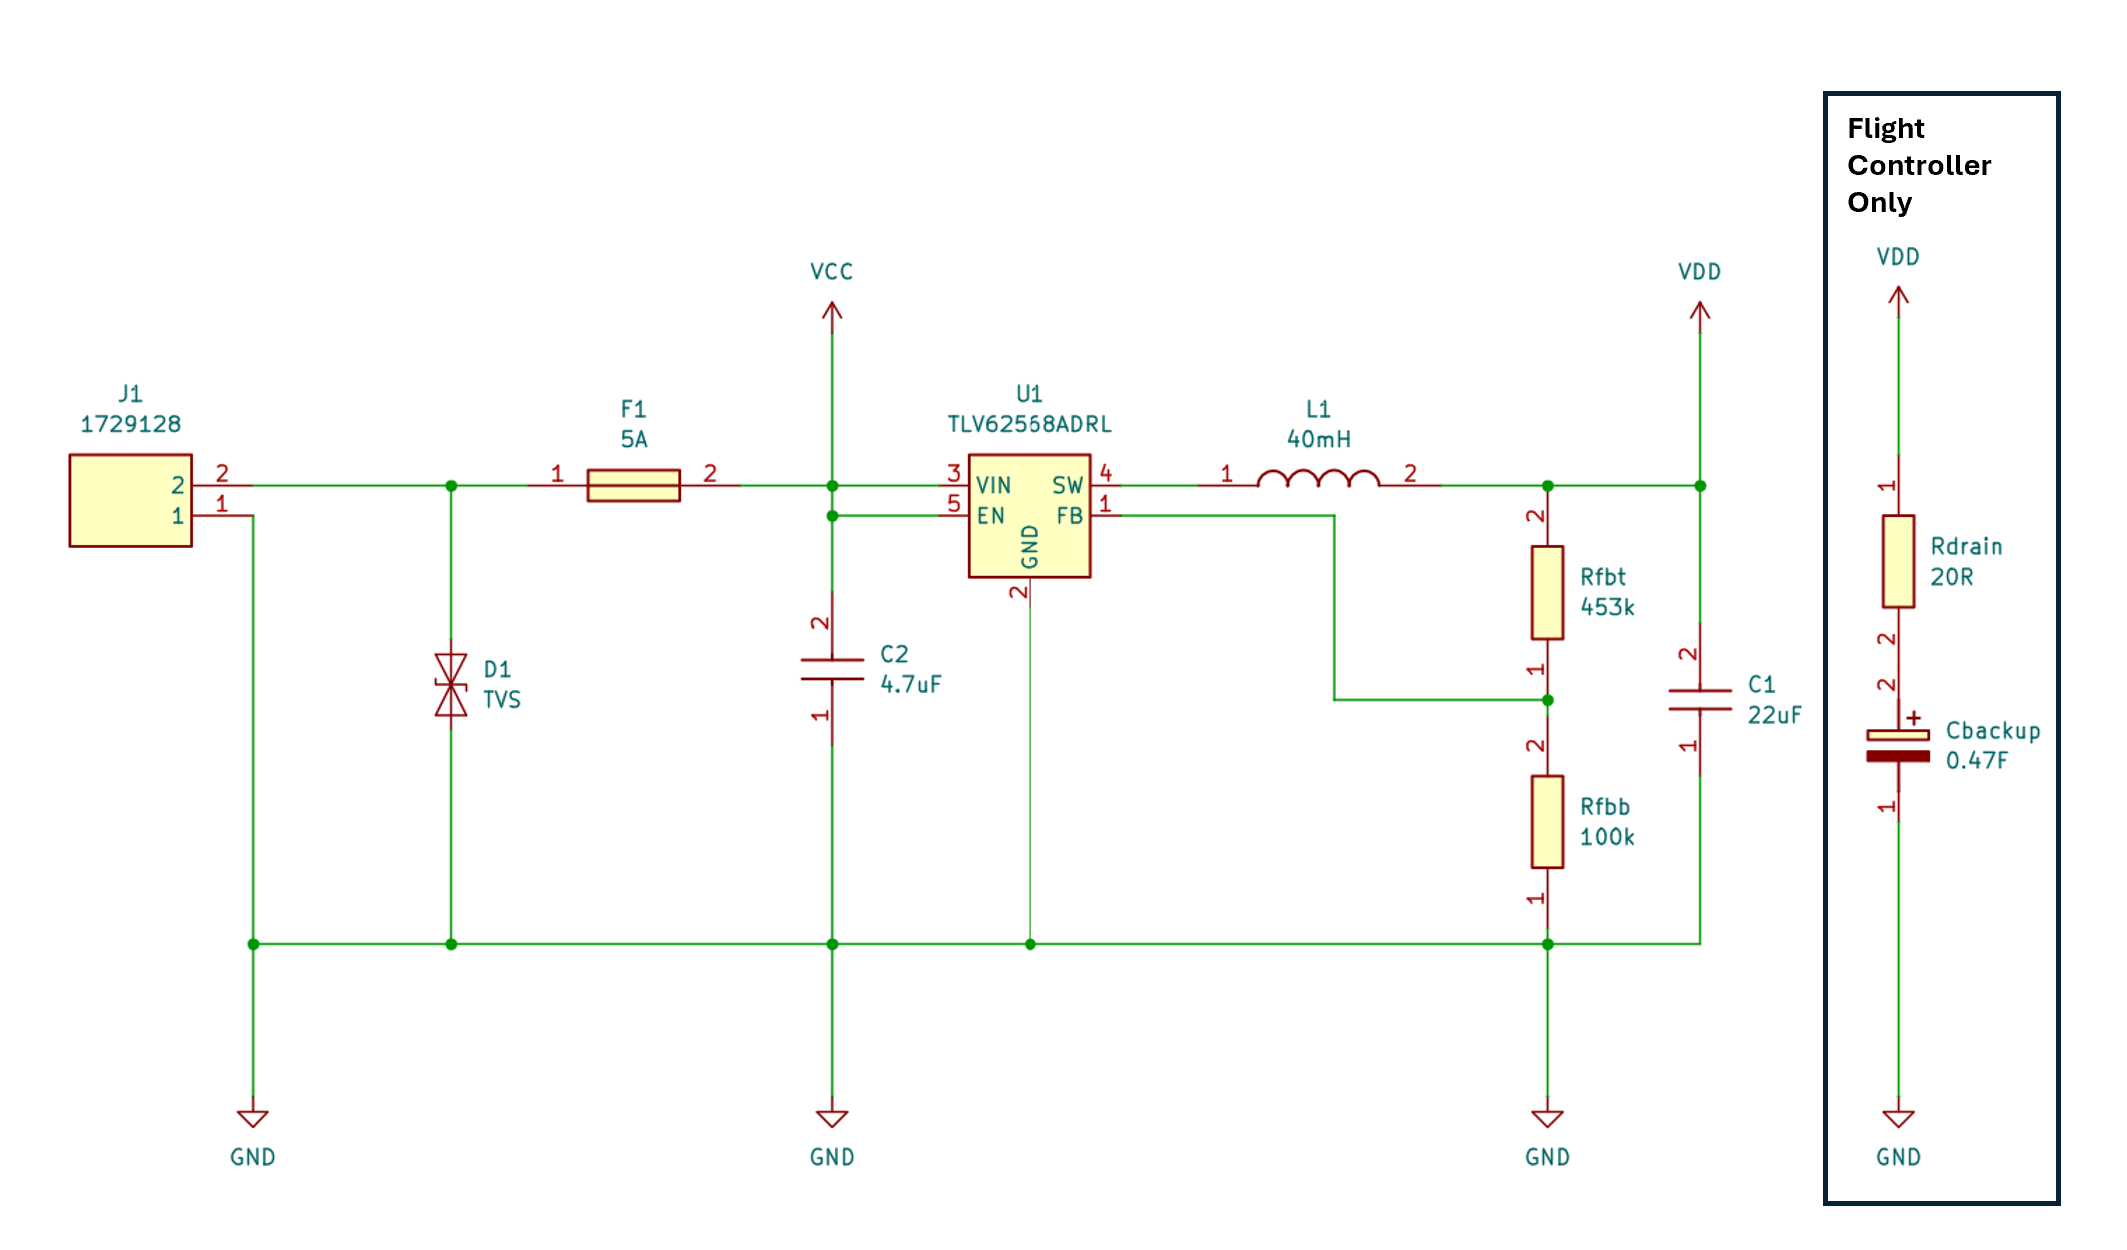 Flight
Controller
Only
VDD
VCC
VDD
J1
1729128
F1
5A
U1
TLV62568ADRL
L1
40mH
2
2
1
2
3
VIN
SW
4
1
2
1
1
5
EN
FB
1
GND
2
2
1
Rfbt
453k
1
Rdrain
20R
2
2
1
2
D1
TVS
C2
4.7uF
1
2
C1
22uF
1
+
Cbackup
0.47F
1
2
Rfbb
100k
1
GND
GND
GND
GND